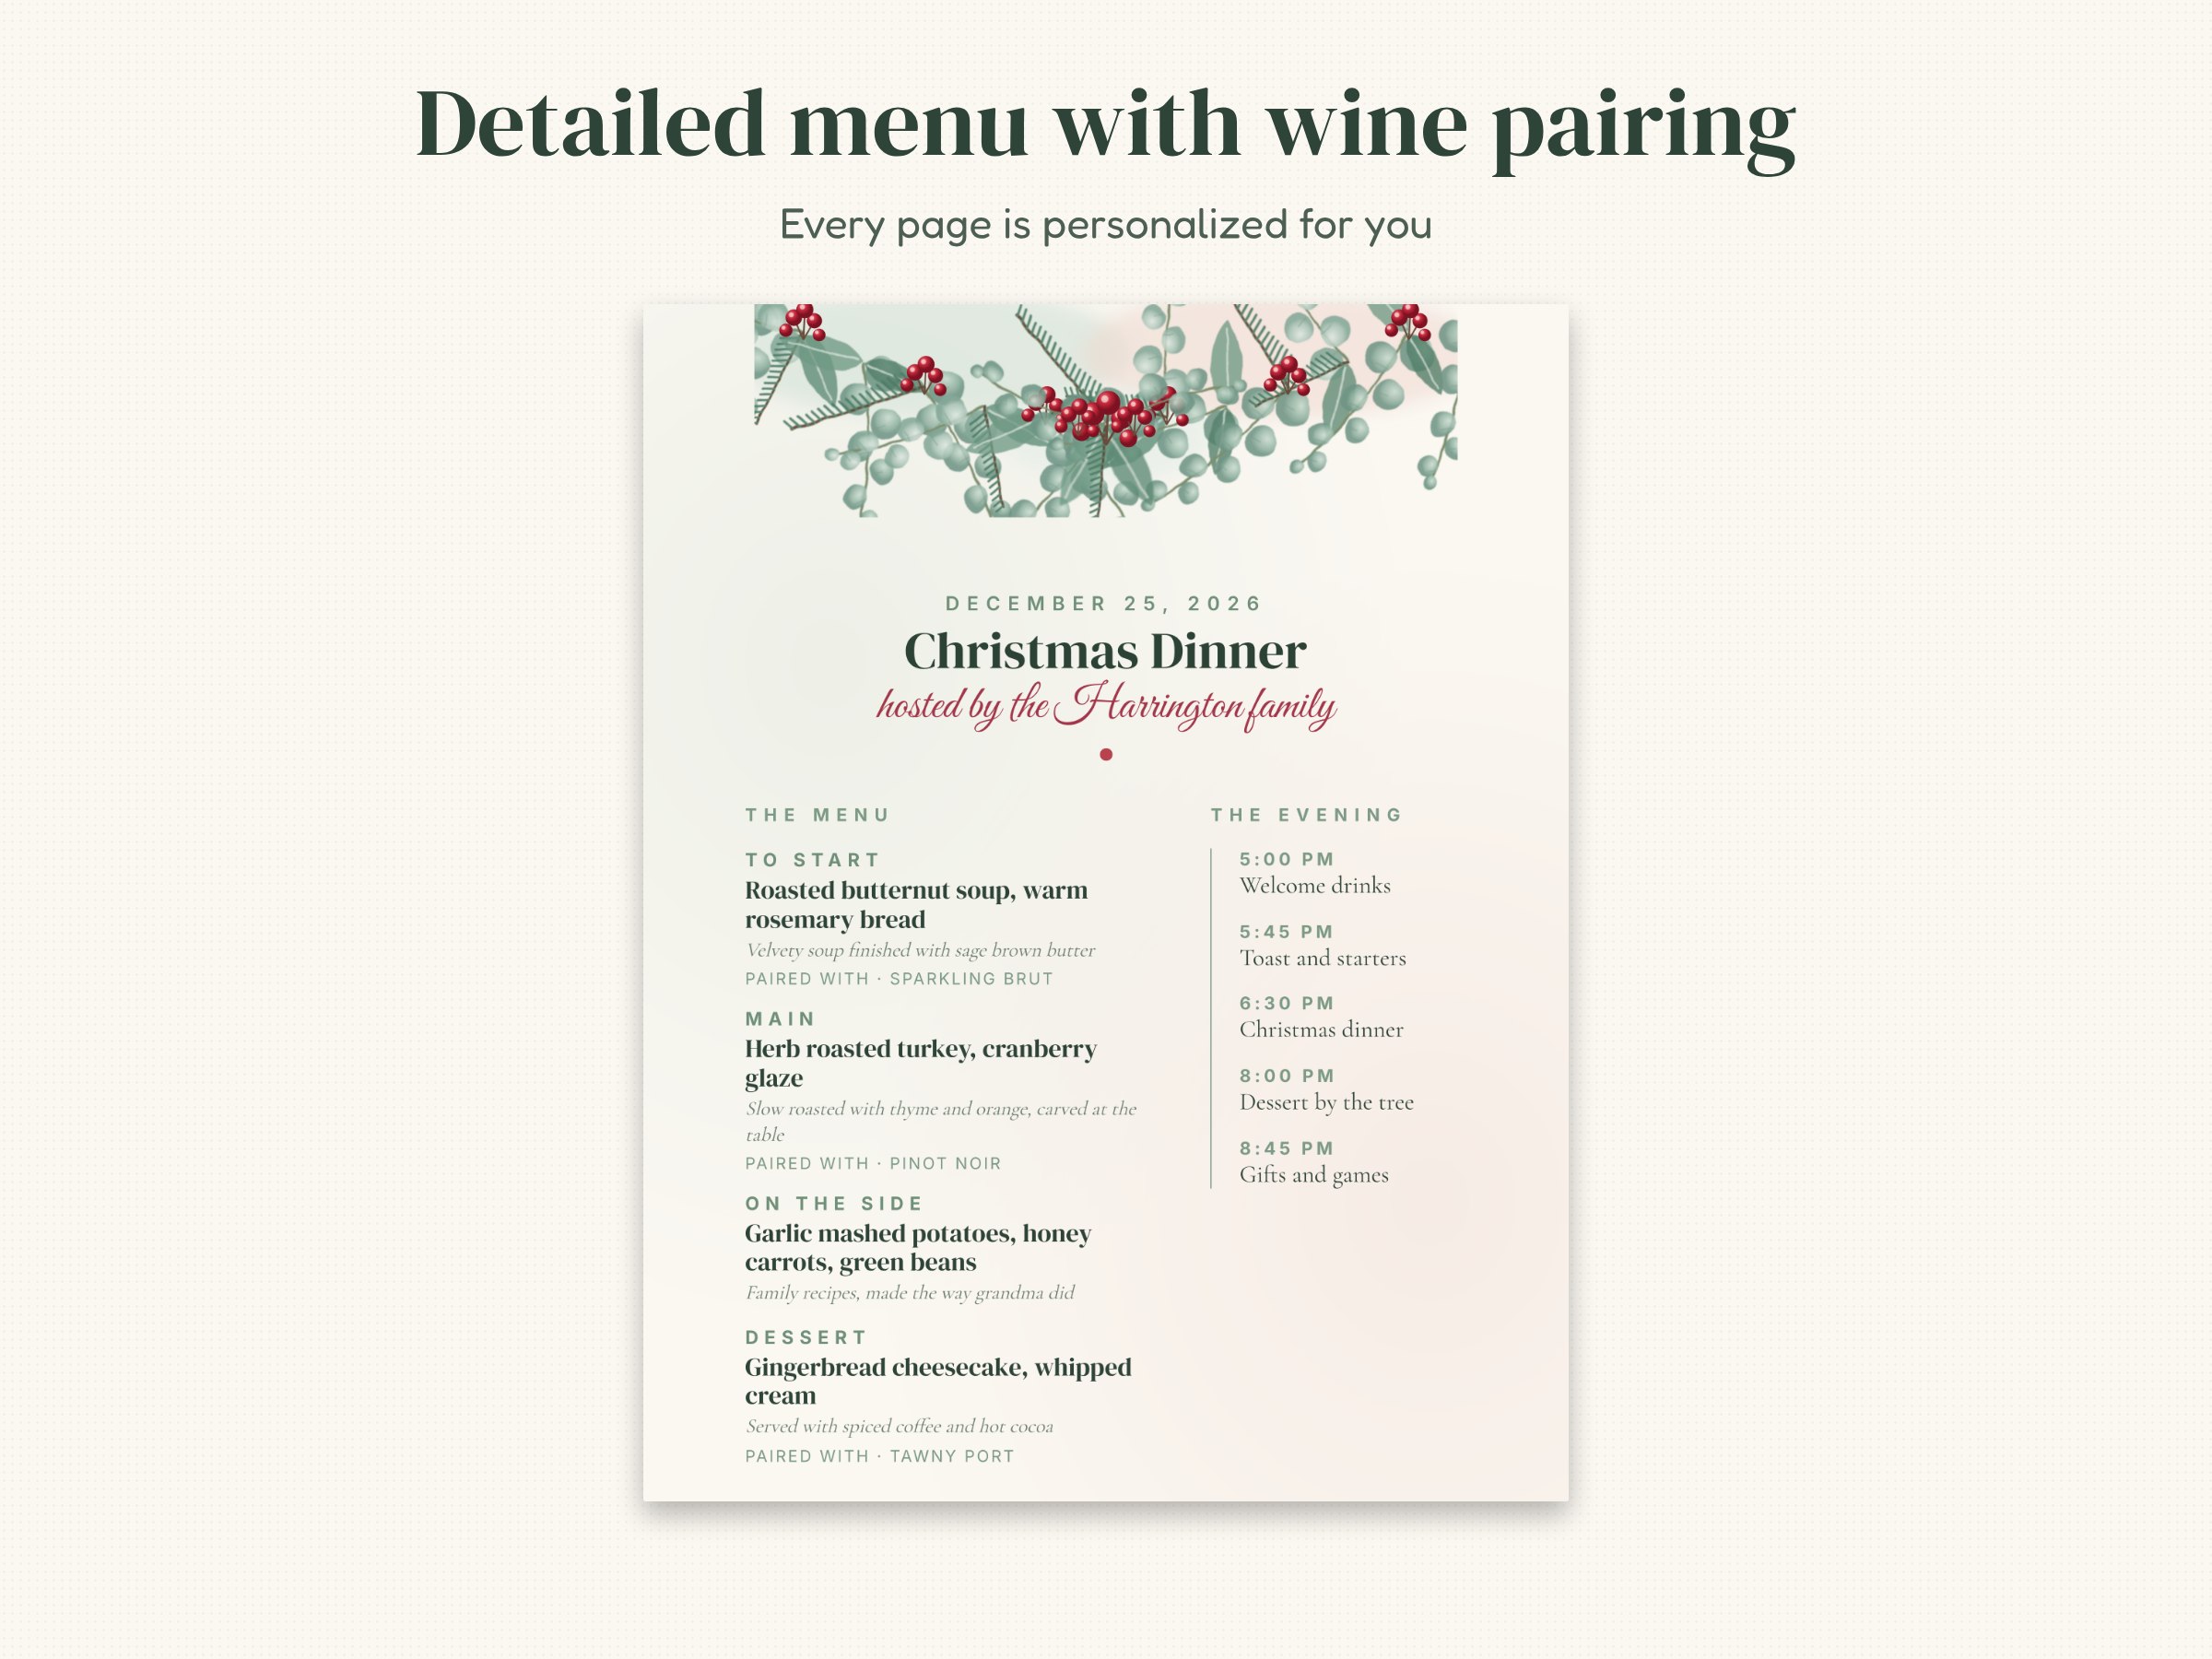 Detailed menu with wine pairing
Every page is personalized for you
DECEMBER 25, 2026
Christmas Dinner
hosted by the Harrington family
THE MENU
TO START
Roasted butternut soup, warm
rosemary bread
Velvety soup finished with sage brown butter
PAIRED WITH · SPARKLING BRUT
MAIN
Herb roasted turkey, cranberry
glaze
Slow roasted with thyme and orange, carved at the
table
PAIRED WITH · PINOT NOIR
ON THE SIDE
Garlic mashed potatoes, honey
carrots, green beans
Family recipes, made the way grandma did
DESSERT
Gingerbread cheesecake, whipped
cream
Served with spiced coffee and hot cocoa
PAIRED WITH · TAWNY PORT
THE EVENING
5:00 PM
Welcome drinks
5:45 PM
Toast and starters
6:30 PM
Christmas dinner
8:00 PM
Dessert by the tree
8:45 PM
Gifts and games